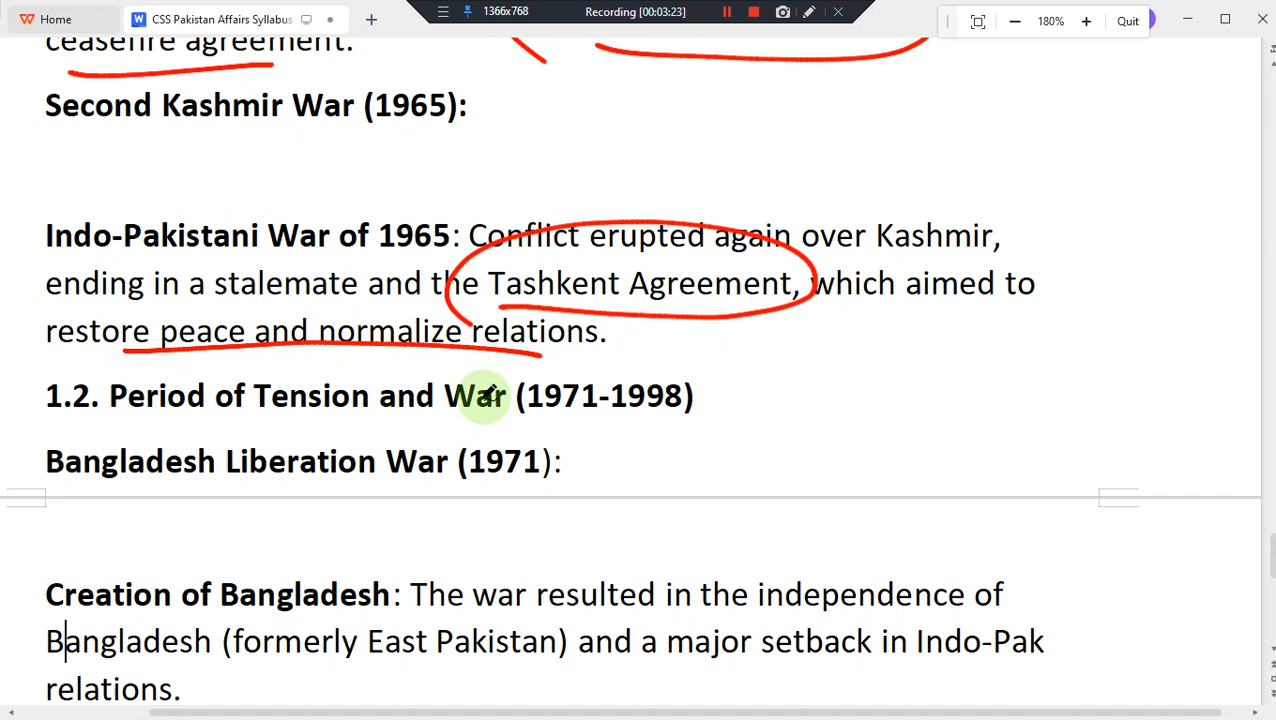 1366x768
Recording [00:03:23]
Home
CSS Pakistan Affairs Syllabus
180%
Quit
ceasefire agreement.
Second Kashmir War (1965):
Indo-Pakistani War of 1965: Conflict erupted again over Kashmir,
ending in a stalemate and the Tashkent Agreement, which aimed to
restore peace and normalize relations.
1.2. Period of Tension and War (1971-1998)
Bangladesh Liberation War (1971):
Creation of Bangladesh: The war resulted in the independence of
Bangladesh (formerly East Pakistan) and a major setback in Indo-Pak
relations.